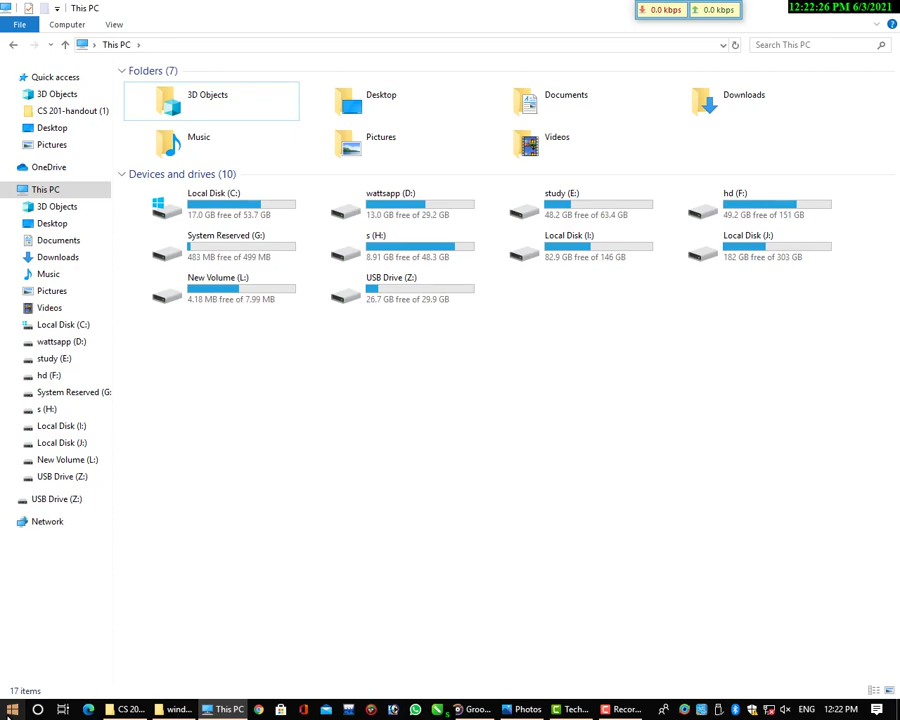 This PC
0.0 kbps
0.0 kbps
12:22:26 PM 6/3/2021
File
Computer
View
This PC
Search This PC
Quick access
3D Objects
CS 201-handout (1)
Desktop
Pictures
OneDrive
This PC
3D Objects
Desktop
Documents
Downloads
Music
Pictures
Videos
Local Disk (C:)
wattsapp (D:)
study (E:)
hd (F:)
System Reserved (G:
s (H:)
Local Disk (I:)
Local Disk (J:)
New Volume (L:)
USB Drive (Z:)
USB Drive (Z:)
Network
Folders (7)
3D Objects
Desktop
Documents
Downloads
Music
Pictures
Videos
Devices and drives (10)
Local Disk (C:)
17.0 GB free of 53.7 GB
wattsapp (D:)
13.0 GB free of 29.2 GB
study (E:)
48.2 GB free of 63.4 GB
hd (F:)
49.2 GB free of 151 GB
System Reserved (G:)
483 MB free of 499 MB
s (H:)
8.91 GB free of 48.3 GB
Local Disk (I:)
82.9 GB free of 146 GB
Local Disk (J:)
182 GB free of 303 GB
New Volume (L:)
4.18 MB free of 7.99 MB
USB Drive (Z:)
26.7 GB free of 29.9 GB
17 items
CS 20...
wind...
This PC
Groo...
Photos
Tech...
Recor...
ENG
12:22 PM